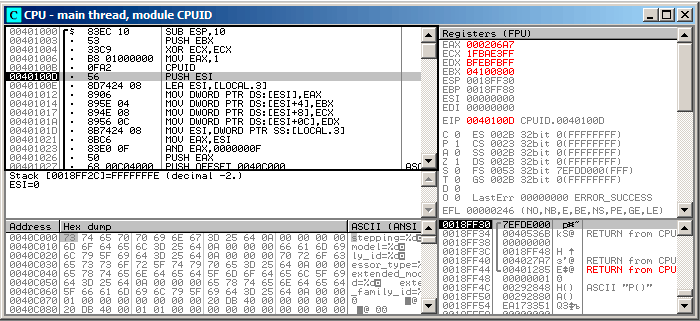 C CPU - main thread, module CPUID
00401000 $ 83EC 10 SUB ESP,10
00401003 . 53 PUSH EBX
00401004 . 33C9 XOR ECX,ECX
00401006 . B8 01000000 MOV EAX,1
0040100B . 0FA2 CPUID
0040100D . 56 PUSH ESI
0040100E . 8D7424 08 LEA ESI,[LOCAL.3]
00401012 . 8906 MOV DWORD PTR DS:[ESI],EAX
00401014 . 895E 04 MOV DWORD PTR DS:[ESI+4],EBX
00401017 . 894E 08 MOV DWORD PTR DS:[ESI+8],ECX
0040101A . 8956 0C MOV DWORD PTR DS:[ESI+0C],EDX
0040101D . 8B7424 08 MOV ESI,DWORD PTR SS:[LOCAL.3]
00401021 . 8BC6 MOV EAX,ESI
00401023 . 83E0 0F AND EAX,0000000F
00401026 . 50 PUSH EAX
00401027 . 68 00C04000 PUSH OFFSET 0040C000 ASC
Stack [0018FF2C]=FFFFFFFE (decimal -2.)
ESI=0
Registers (FPU)
EAX 000206A7
ECX 1FBAE3FF
EDX BFEBFBFF
EBX 04100800
ESP 0018FF30
EBP 0018FF88
ESI 00000000
EDI 00000000
EIP 0040100D CPUID.0040100D
C 0 ES 002B 32bit 0(FFFFFFFF)
P 1 CS 0023 32bit 0(FFFFFFFF)
A 0 SS 002B 32bit 0(FFFFFFFF)
Z 1 DS 002B 32bit 0(FFFFFFFF)
S 0 FS 0053 32bit 7EFDD000(FFF)
T 0 GS 002B 32bit 0(FFFFFFFF)
D 0
O 0 LastErr 00000000 ERROR_SUCCESS
EFL 00000246 (NO,NB,E,BE,NS,PE,GE,LE)
Address Hex dump ASCII (ANSI
0040C000 73 74 65 70 70 69 6E 67 3D 25 64 0A 00 00 00 00 stepping=%d
0040C010 6D 6F 64 65 6C 3D 25 64 0A 00 00 00 66 61 6D 69 model=%d
0040C020 6C 79 5F 69 64 3D 25 64 0A 00 00 00 70 72 6F 63 ly_id=%d
0040C030 65 73 73 6F 72 5F 74 79 70 65 3D 25 64 0A 00 00 essor_type=%d
0040C040 65 78 74 65 6E 64 65 64 5F 6D 6F 64 65 6C 5F 69 extended_mod
0040C050 64 3D 25 64 0A 00 00 00 65 78 74 65 6E 64 65 64 d=%d extend
0040C060 5F 66 61 6D 69 6C 79 5F 69 64 3D 25 64 0A 00 00 _family_id=%
0040C070 01 00 00 00 00 00 00 00 20 DB 40 00 00 00 00 00
0040C080 20 DB 40 00 01 01 00 00 00 00 00 00 00 00 00 00
0018FF30 7EFDE000
0018FF34 0040536B RETURN from CPU
0018FF38 00000000
0018FF3C 0018FF48
0018FF40 004027A7 RETURN from CPU
0018FF44 00401285 RETURN from CPU
0018FF48 00000001
0018FF4C 00292848 ASCII "P()"
0018FF50 00292880
0018FF54 EA173351